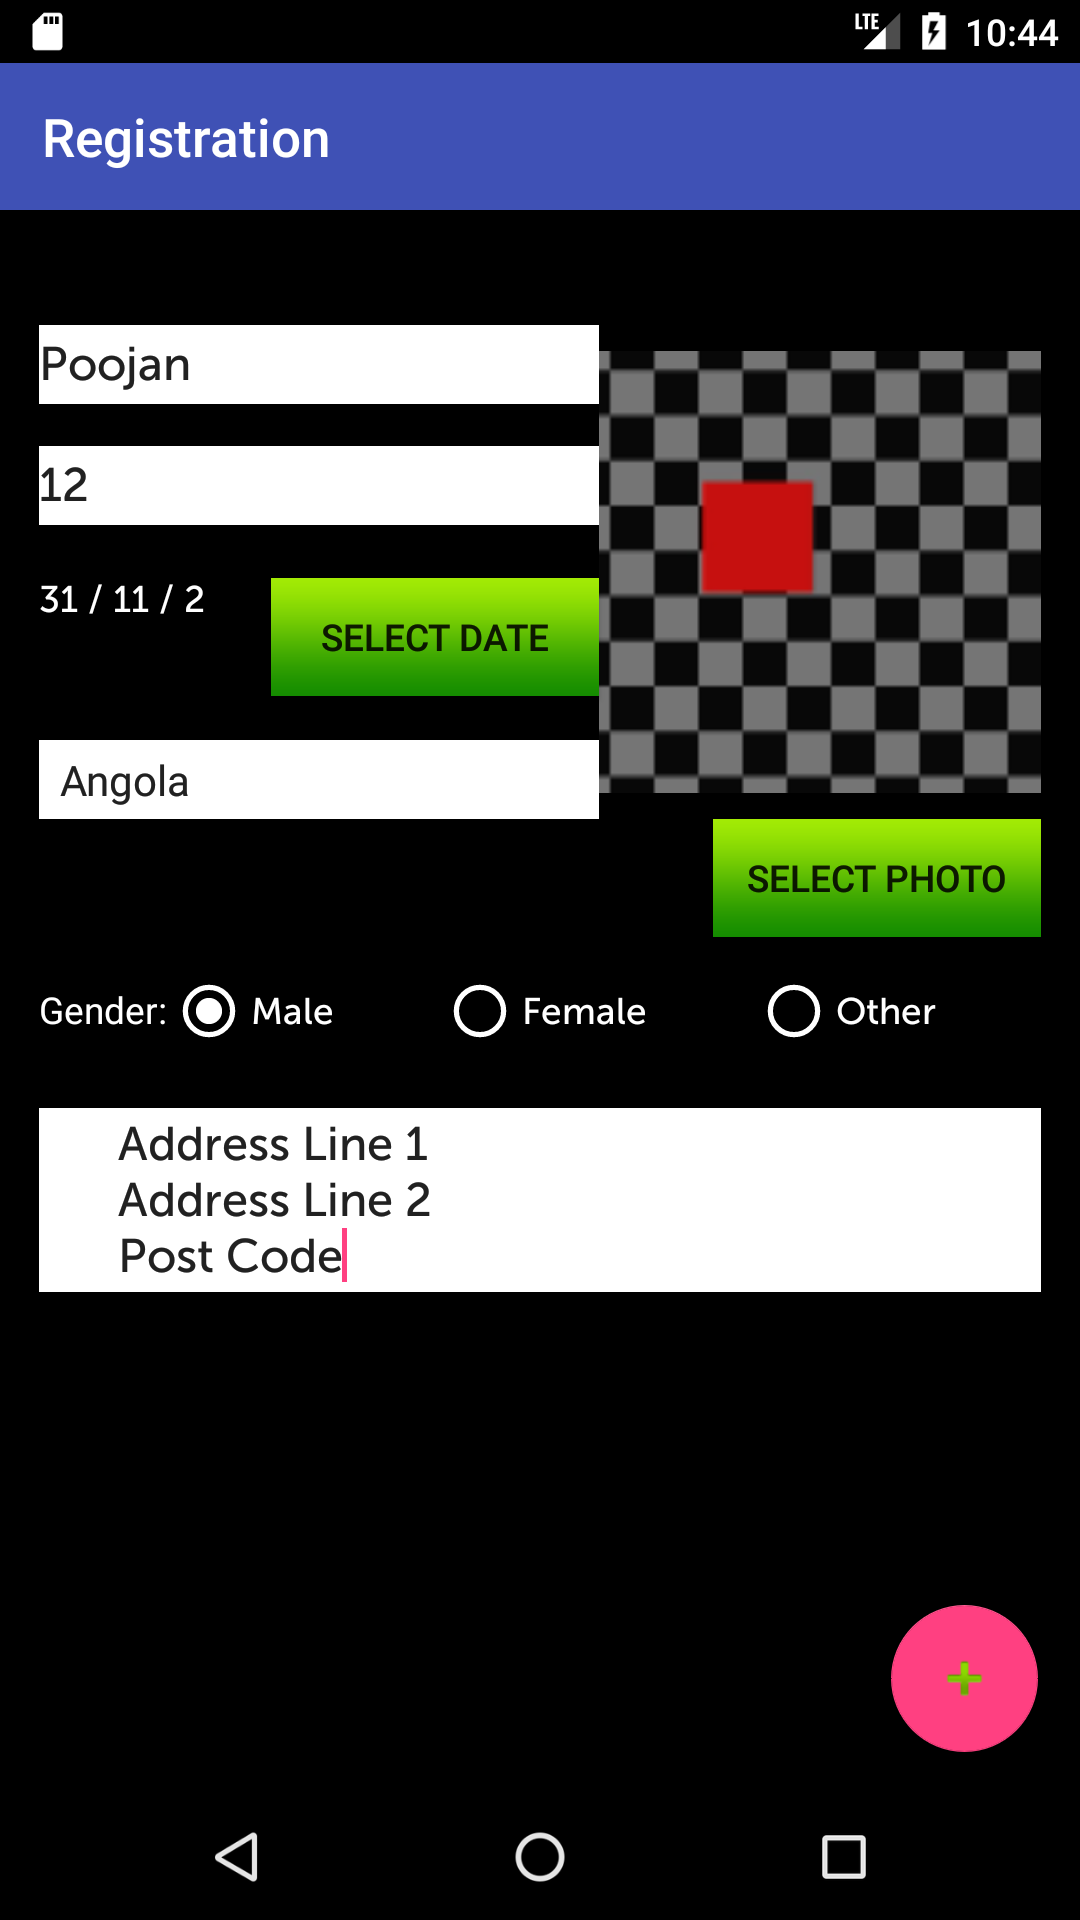 LTE 10:44
Registration
Poojan
12
31 / 11 / 2
SELECT DATE
Angola
SELECT PHOTO
Gender: Male Female Other
Address Line 1
Address Line 2
Post Code